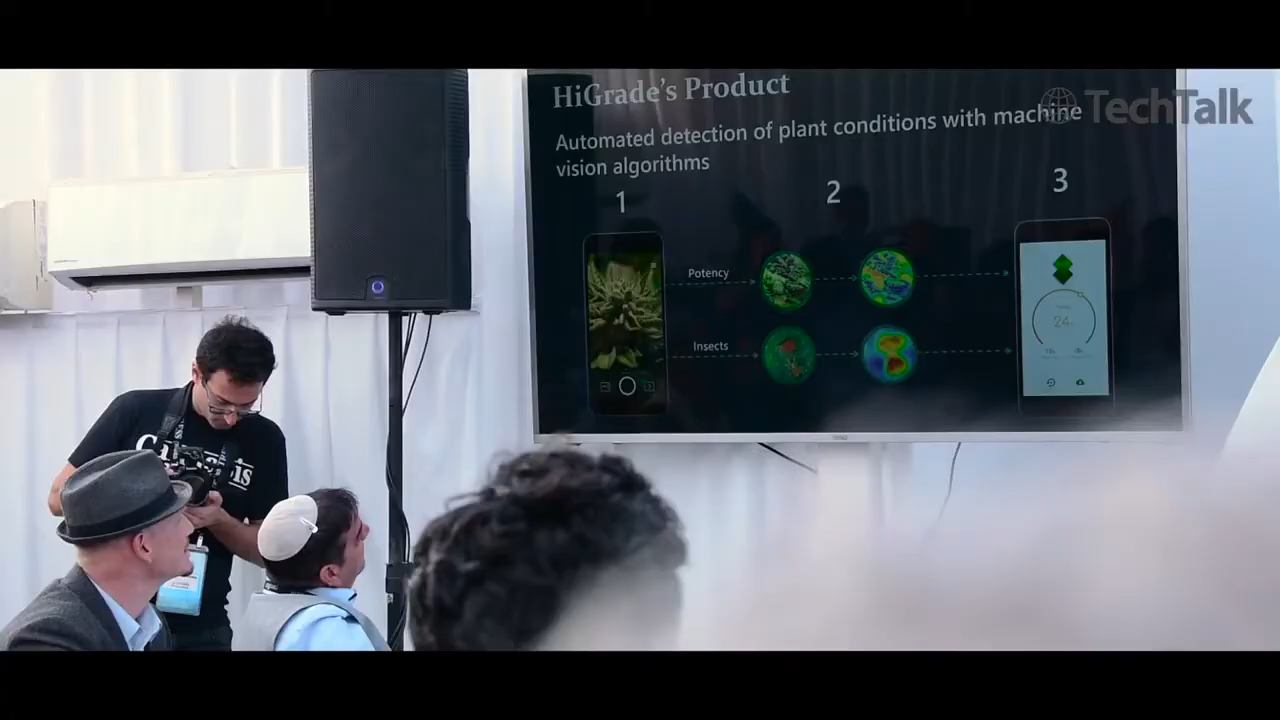 HiGrade's Product
TechTalk
Automated detection of plant conditions with machine
vision algorithms
1
2
3
Potency
Insects
24